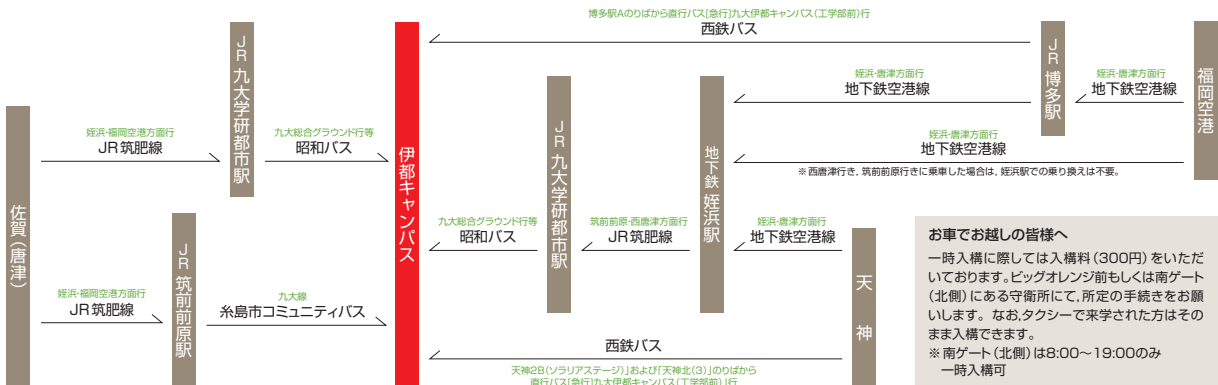 博多駅Aのりばから直行バス[急行]九大伊都キャンパス(工学部前)行
西鉄バス
JR 九大学研都市駅
伊都キャンパス
JR 博多駅
福岡空港
姪浜・唐津方面行
地下鉄空港線
姪浜・唐津方面行
地下鉄空港線
佐賀(唐津)
姪浜・福岡空港方面行
JR筑肥線
九大総合グラウンド行等
昭和バス
JR 九大学研都市駅
地下鉄 姪浜駅
姪浜・唐津方面行
地下鉄空港線
※西唐津行き、筑前前原行きに乗車した場合は、姪浜駅での乗り換えは不要。
九大総合グラウンド行等
昭和バス
筑前前原・西唐津方面行
JR筑肥線
姪浜・唐津方面行
地下鉄空港線
天神
JR 筑前前原駅
姪浜・福岡空港方面行
JR筑肥線
九大線
糸島市コミュニティバス
西鉄バス
天神2B(ソラリアステージ)」および「天神北(3)」のりばから
直行バス[急行]九大伊都キャンパス(工学部前)」行
お車でお越しの皆様へ
一時入構に際しては入構料(300円)をいただ
いております。ビッグオレンジ前もしくは南ゲート
(北側)にある守衛所にて、所定の手続きをお願
いします。なお、タクシーで来学された方はその
まま入構できます。
※南ゲート(北側)は8:00〜19:00のみ
一時入構可